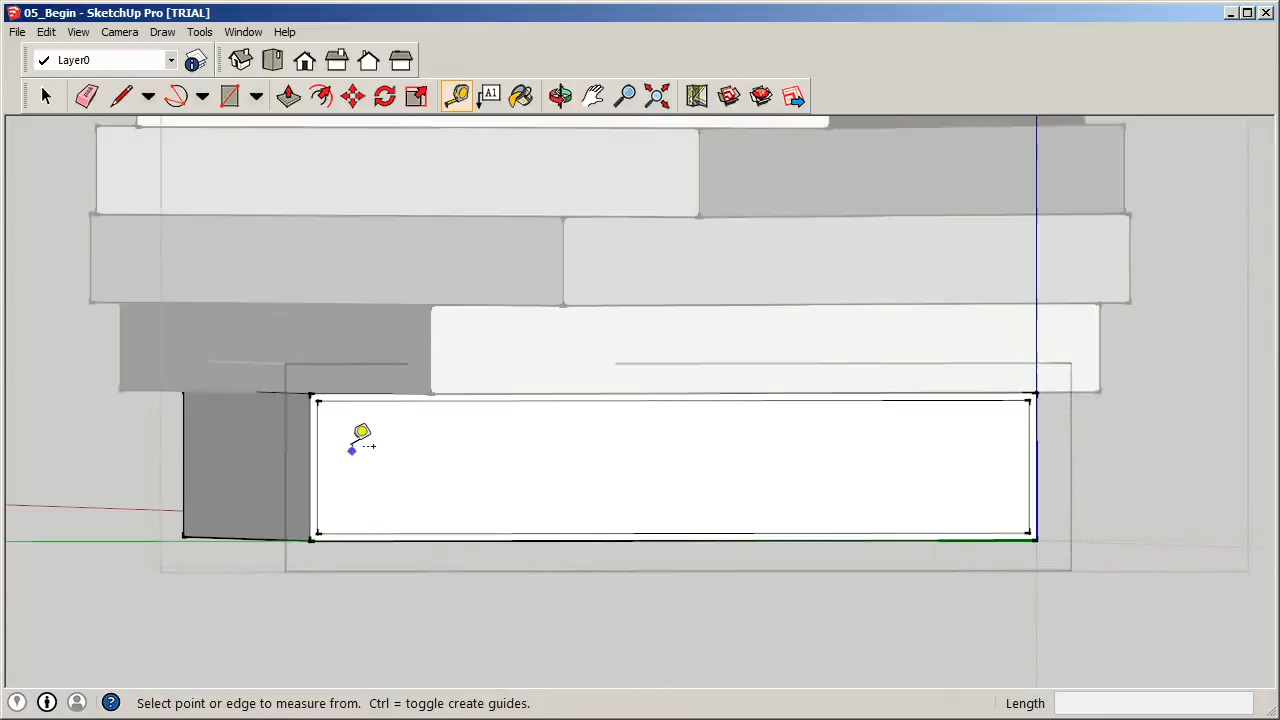 05_Begin - SketchUp Pro [TRIAL]
File Edit View Camera Draw Tools Window Help
Layer0
A1
Select point or edge to measure from. Ctrl = toggle create guides.
Length